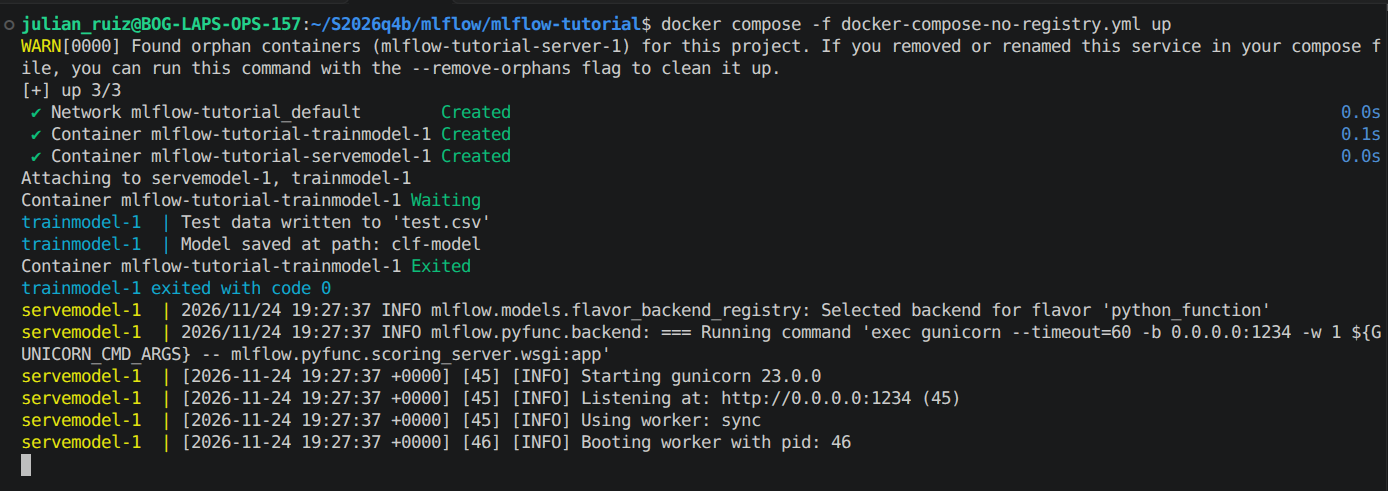 julian_ruiz@BOG-LAPS-OPS-157:~/S2026q4b/mlflow/mlflow-tutorial$ docker compose -f docker-compose-no-registry.yml up
WARN[0000] Found orphan containers (mlflow-tutorial-server-1) for this project. If you removed or renamed this service in your compose f
ile, you can run this command with the --remove-orphans flag to clean it up.
[+] up 3/3
✔ Network mlflow-tutorial_default Created 0.0s
✔ Container mlflow-tutorial-trainmodel-1 Created 0.1s
✔ Container mlflow-tutorial-servemodel-1 Created 0.0s
Attaching to servemodel-1, trainmodel-1
Container mlflow-tutorial-trainmodel-1 Waiting
trainmodel-1 | Test data written to 'test.csv'
trainmodel-1 | Model saved at path: clf-model
Container mlflow-tutorial-trainmodel-1 Exited
trainmodel-1 exited with code 0
servemodel-1 | 2026/11/24 19:27:37 INFO mlflow.models.flavor_backend_registry: Selected backend for flavor 'python_function'
servemodel-1 | 2026/11/24 19:27:37 INFO mlflow.pyfunc.backend: === Running command 'exec gunicorn --timeout=60 -b 0.0.0.0:1234 -w 1 ${G
UNICORN_CMD_ARGS} -- mlflow.pyfunc.scoring_server.wsgi:app'
servemodel-1 | [2026-11-24 19:27:37 +0000] [45] [INFO] Starting gunicorn 23.0.0
servemodel-1 | [2026-11-24 19:27:37 +0000] [45] [INFO] Listening at: http://0.0.0.0:1234 (45)
servemodel-1 | [2026-11-24 19:27:37 +0000] [45] [INFO] Using worker: sync
servemodel-1 | [2026-11-24 19:27:37 +0000] [46] [INFO] Booting worker with pid: 46